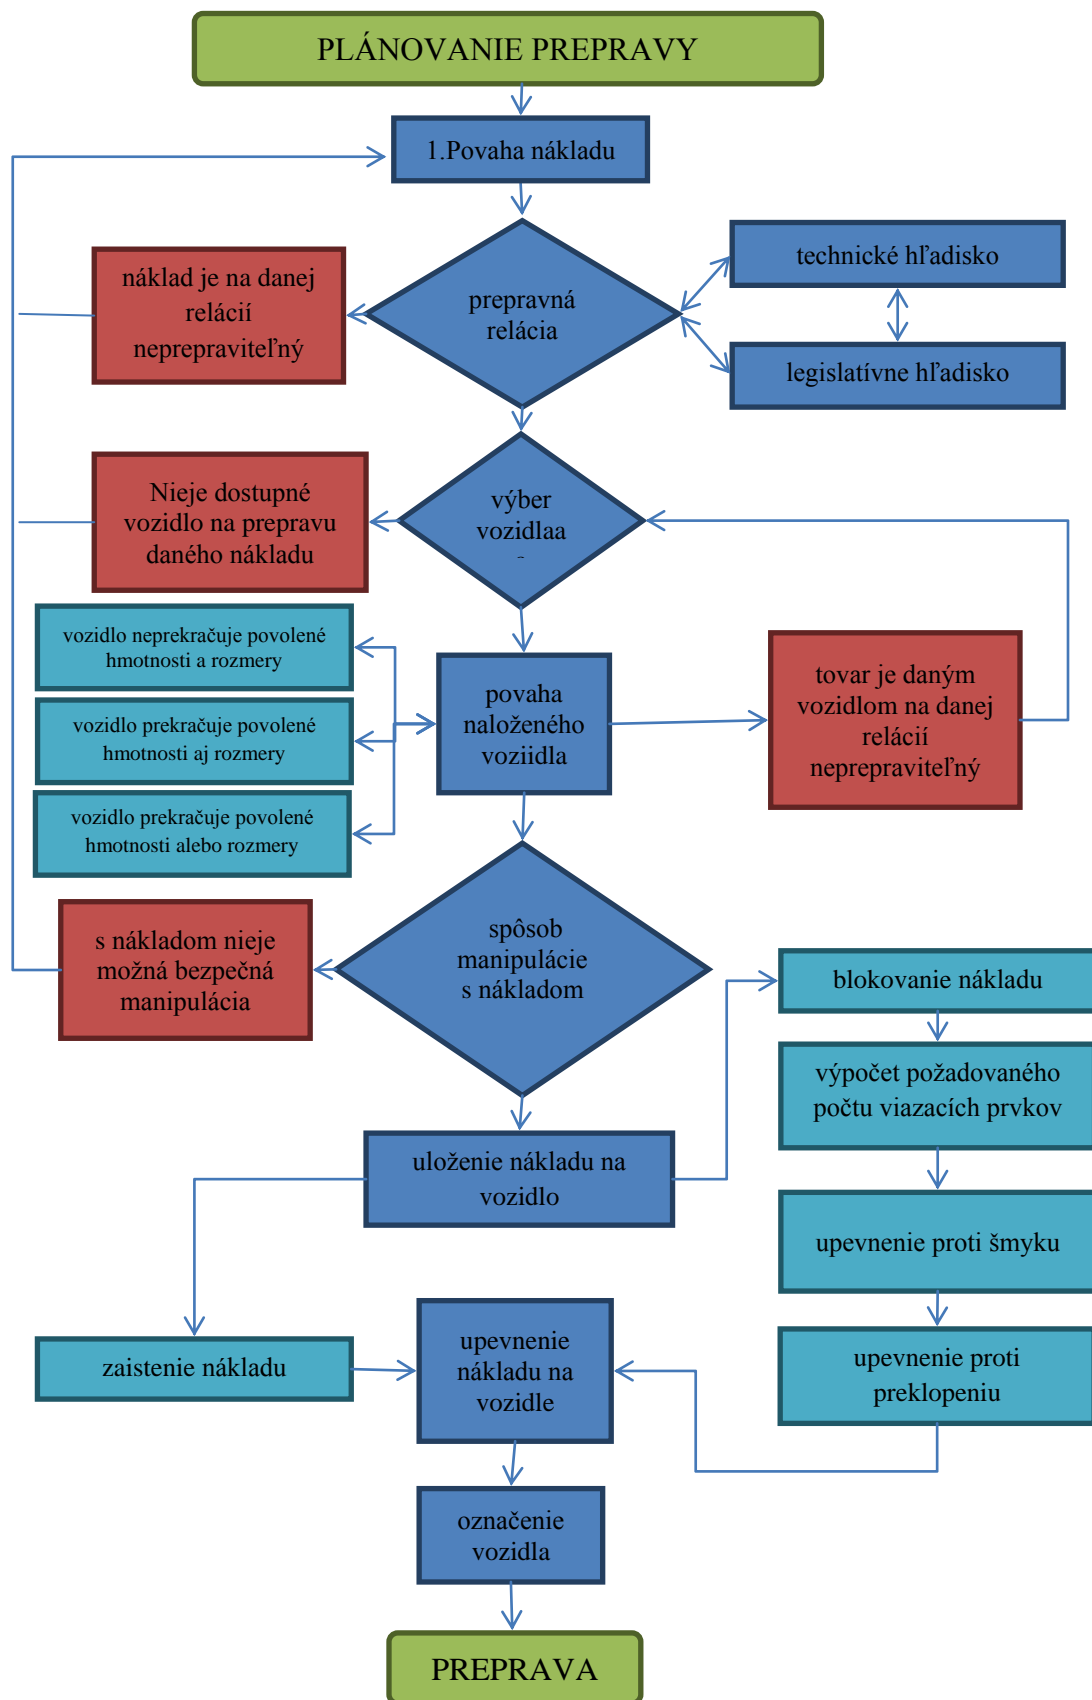 PLÁNOVANIE PREPRAVY
1.Povaha nákladu
náklad je na danej
relácií
neprepraviteľný
prepravná
relácia
technické hľadisko
legislatívne hľadisko
Nieje dostupné
vozidlo na prepravu
daného nákladu
výber
vozidlaa
vozidlo neprekračuje povolené
hmotnosti a rozmery
vozidlo prekračuje povolené
hmotnosti aj rozmery
vozidlo prekračuje povolené
hmotnosti alebo rozmery
povaha
naloženého
voziidla
tovar je daným
vozidlom na danej
relácií
neprepraviteľný
s nákladom nieje
možná bezpečná
manipulácia
spôsob
manipulácie
s nákladom
blokovanie nákladu
výpočet požadovaného
počtu viazacích prvkov
uloženie nákladu na
vozidlo
upevnenie proti šmyku
zaistenie nákladu
upevnenie
nákladu na
vozidle
upevnenie proti
preklopeniu
označenie
vozidla
PREPRAVA